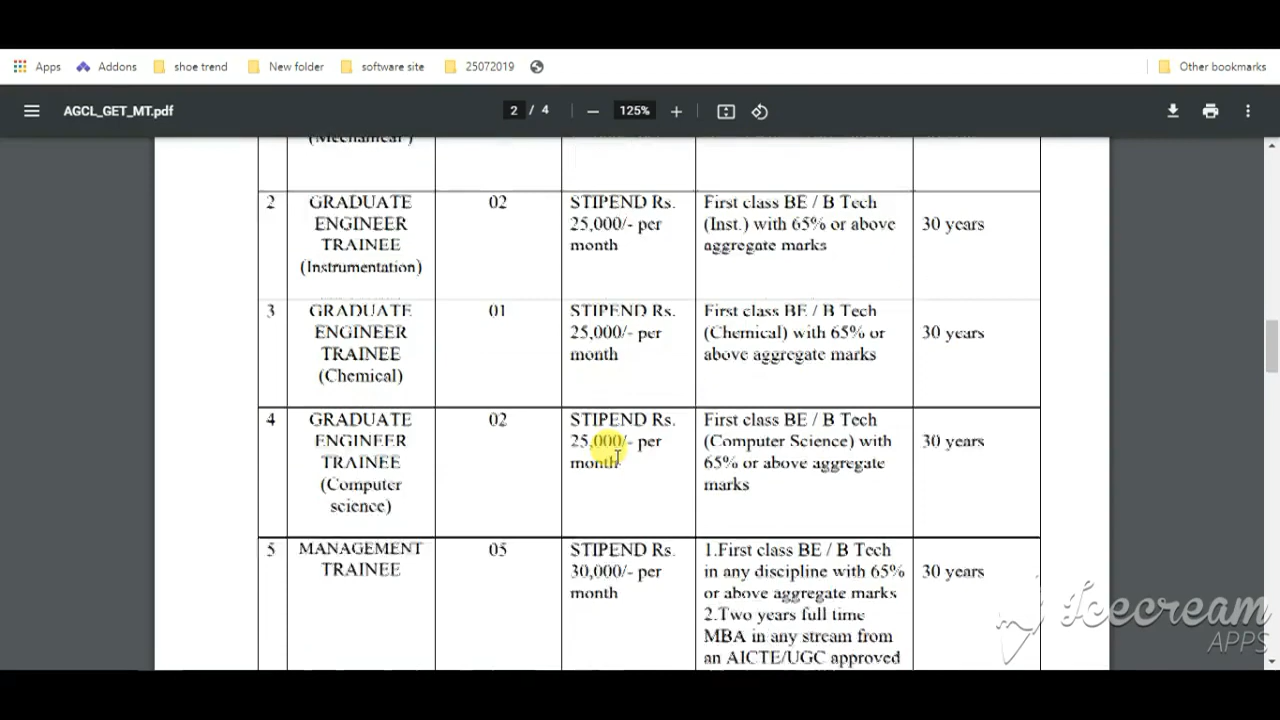 Apps Addons shoe trend New folder software site 25072019 Other bookmarks
AGCL_GET_MT.pdf 2 / 4 125%
(Mechanical )
2 GRADUATE ENGINEER TRAINEE (Instrumentation) 02 STIPEND Rs. 25,000/- per month First class BE / B Tech (Inst.) with 65% or above aggregate marks 30 years
3 GRADUATE ENGINEER TRAINEE (Chemical) 01 STIPEND Rs. 25,000/- per month First class BE / B Tech (Chemical) with 65% or above aggregate marks 30 years
4 GRADUATE ENGINEER TRAINEE (Computer science) 02 STIPEND Rs. 25,000/- per month First class BE / B Tech (Computer Science) with 65% or above aggregate marks 30 years
5 MANAGEMENT TRAINEE 05 STIPEND Rs. 30,000/- per month 1.First class BE / B Tech in any discipline with 65% or above aggregate marks 2.Two years full time MBA in any stream from an AICTE/UGC approved 30 years
Icecream
APPS